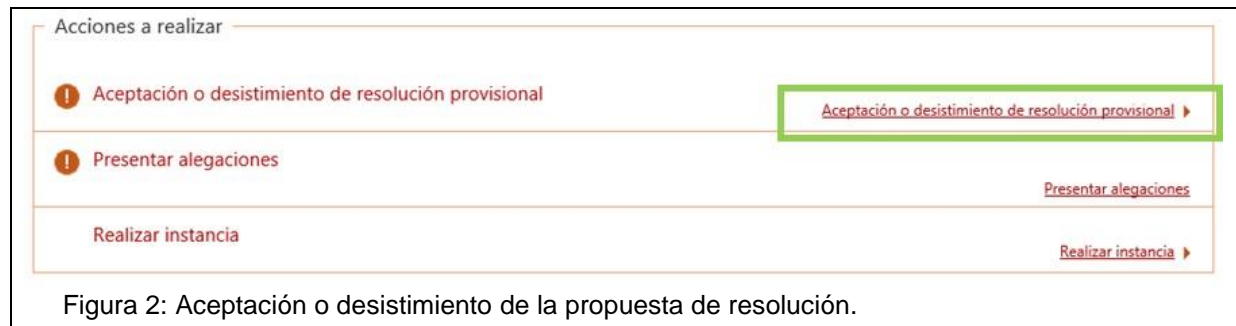 Acciones a realizar
Aceptación o desistimiento de resolución provisional
Aceptación o desistimiento de resolución provisional
Presentar alegaciones
Presentar alegaciones
Realizar instancia
Realizar instancia
Figura 2: Aceptación o desistimiento de la propuesta de resolución.